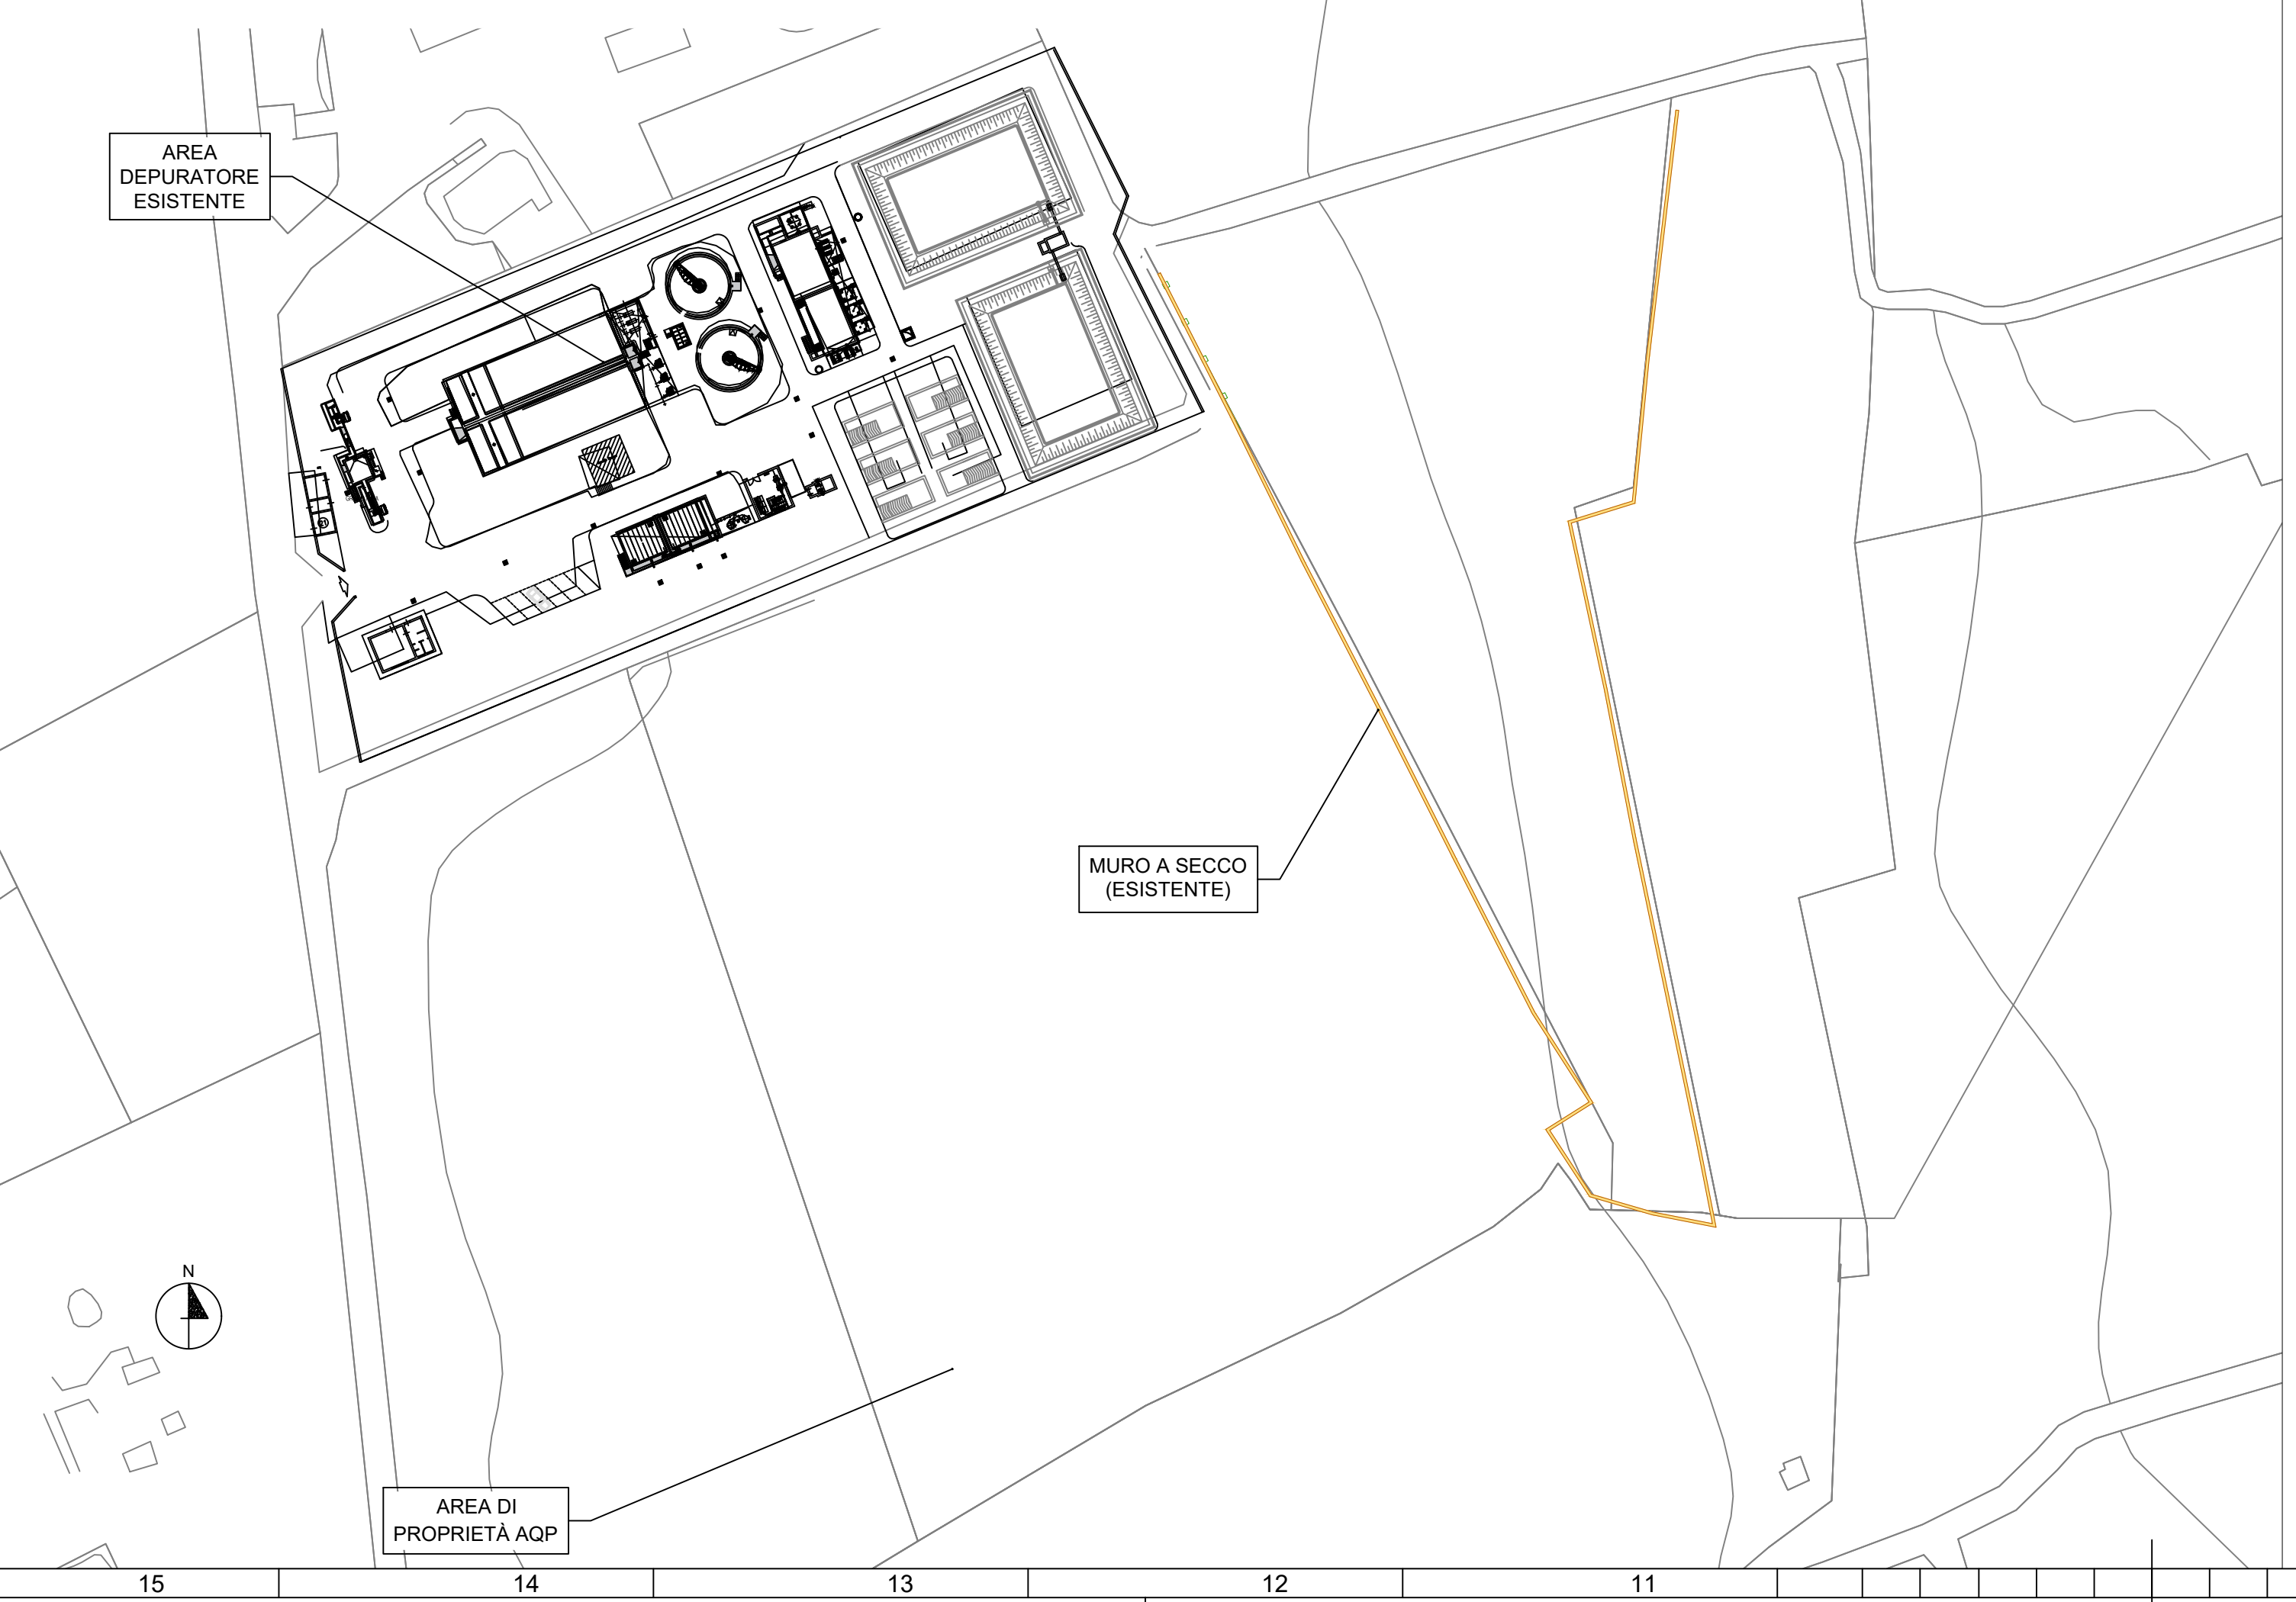 AREA
DEPURATORE
ESISTENTE
MURO A SECCO
(ESISTENTE)
N
AREA DI
PROPRIETÀ AQP
15 14 13 12 11